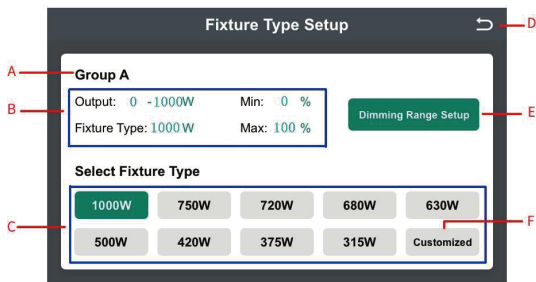 Fixture Type Setup
D
A
Group A
B
Output: 0 -1000W Min: 0 %
Fixture Type: 1000W Max: 100 %
Dimming Range Setup
E
Select Fixture Type
C
1000W 750W 720W 680W 630W
F
500W 420W 375W 315W Customized